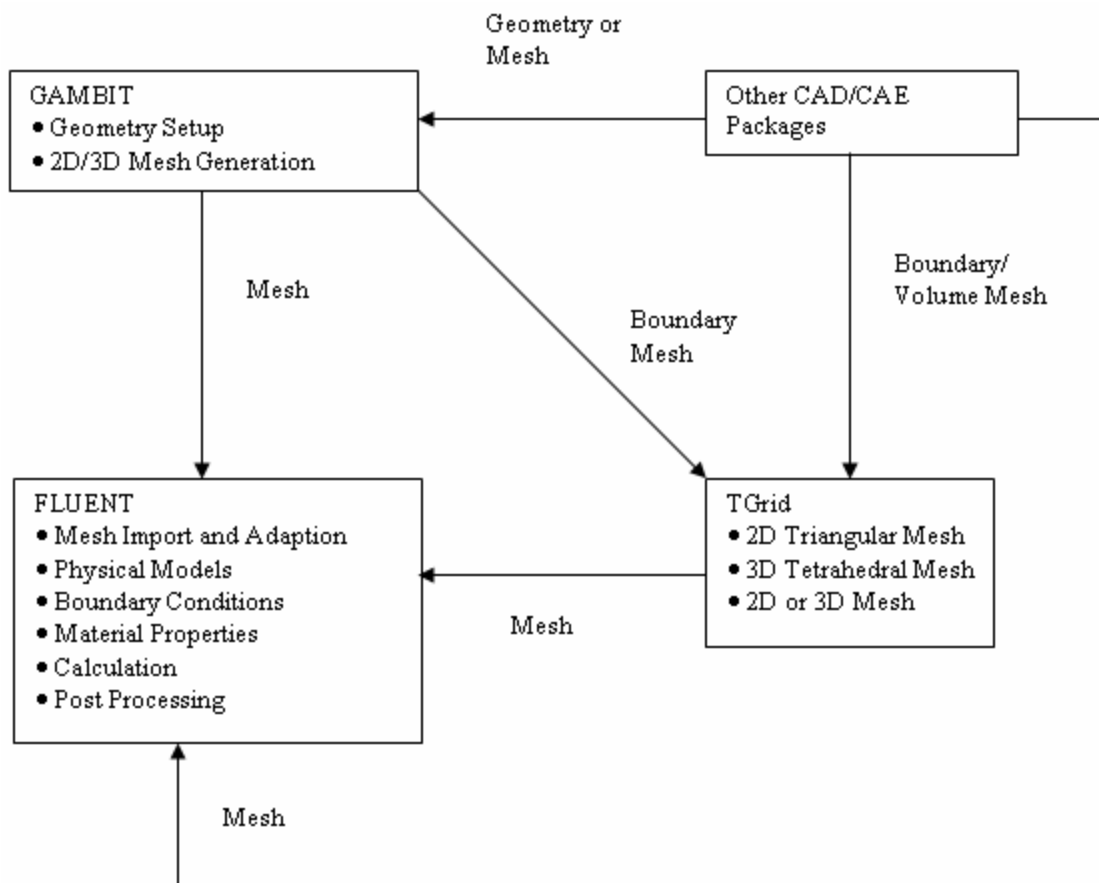 Geometry or
Mesh
GAMBIT
• Geometry Setup
• 2D/3D Mesh Generation
Other CAD/CAE
Packages
Mesh
Boundary
Mesh
Boundary/
Volume Mesh
FLUENT
• Mesh Import and Adaption
• Physical Models
• Boundary Conditions
• Material Properties
• Calculation
• Post Processing
Mesh
TGrid
• 2D Triangular Mesh
• 3D Tetrahedral Mesh
• 2D or 3D Mesh
Mesh